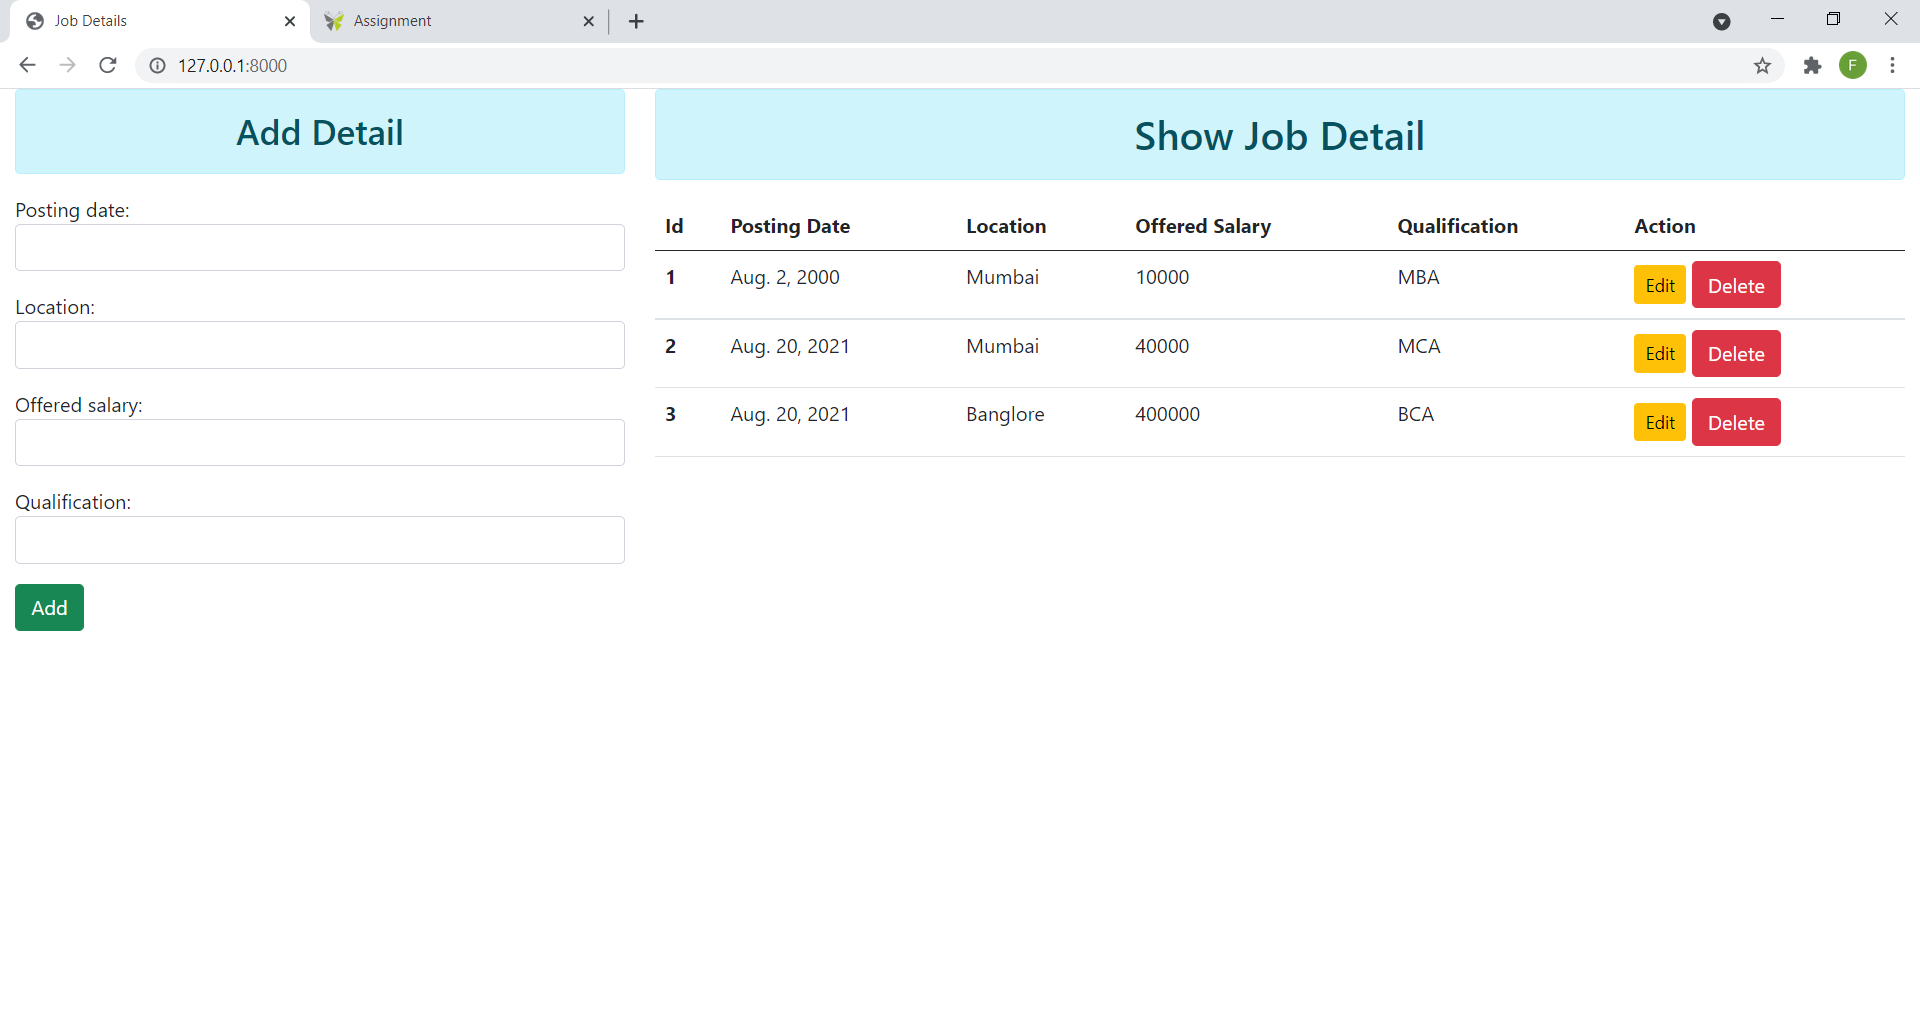 Job Details
Assignment
127.0.0.1:8000
F
Add Detail
Posting date:
Location:
Offered salary:
Qualification:
Add
Show Job Detail
Id Posting Date Location Offered Salary Qualification Action
1 Aug. 2, 2000 Mumbai 10000 MBA Edit Delete
2 Aug. 20, 2021 Mumbai 40000 MCA Edit Delete
3 Aug. 20, 2021 Banglore 400000 BCA Edit Delete